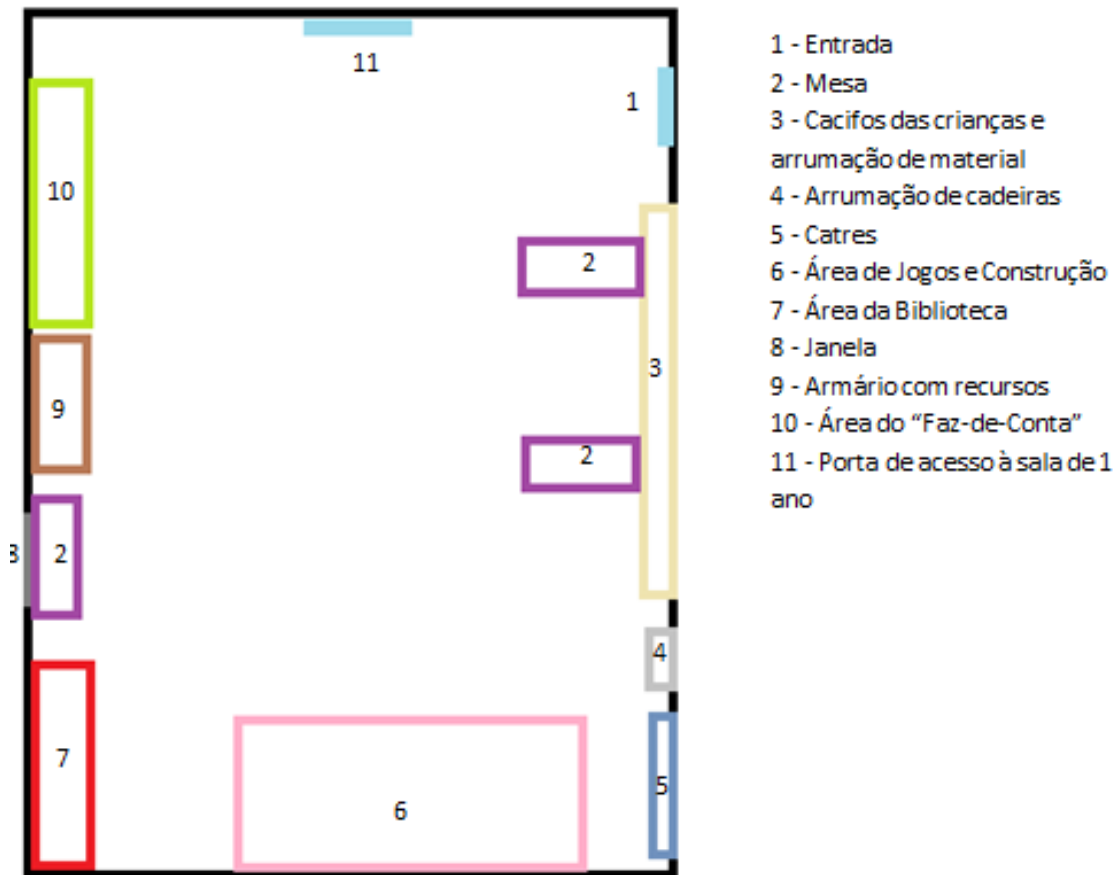 11
1
10
2
3
9
2
8
2
4
7
5
6
1 - Entrada
2 - Mesa
3 - Cacifos das crianças e
arrumação de material
4 - Arrumação de cadeiras
5 - Catres
6 - Área de Jogos e Construção
7 - Área da Biblioteca
8 - Janela
9 - Armário com recursos
10 - Área do “Faz-de-Conta”
11 - Porta de acesso à sala de 1
ano